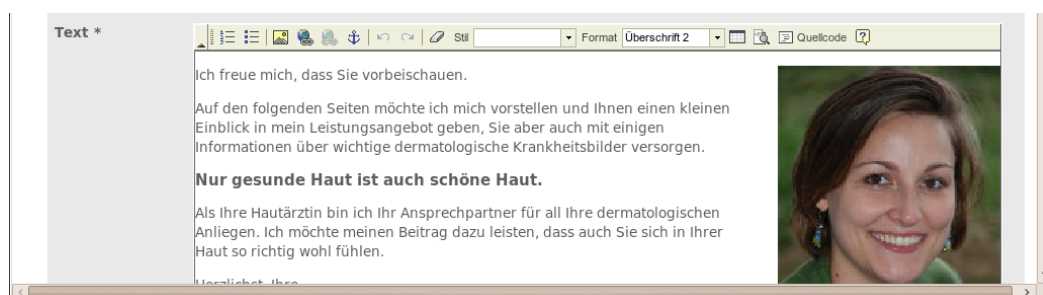 Text *
Stil
Format Überschrift 2
Quellcode
Ich freue mich, dass Sie vorbeischauen.
Auf den folgenden Seiten möchte ich mich vorstellen und Ihnen einen kleinen
Einblick in mein Leistungsangebot geben, Sie aber auch mit einigen
Informationen über wichtige dermatologische Krankheitsbilder versorgen.
Nur gesunde Haut ist auch schöne Haut.
Als Ihre Hautärztin bin ich Ihr Ansprechpartner für all Ihre dermatologischen
Anliegen. Ich möchte meinen Beitrag dazu leisten, dass auch Sie sich in Ihrer
Haut so richtig wohl fühlen.
Herzlichst, Ihre